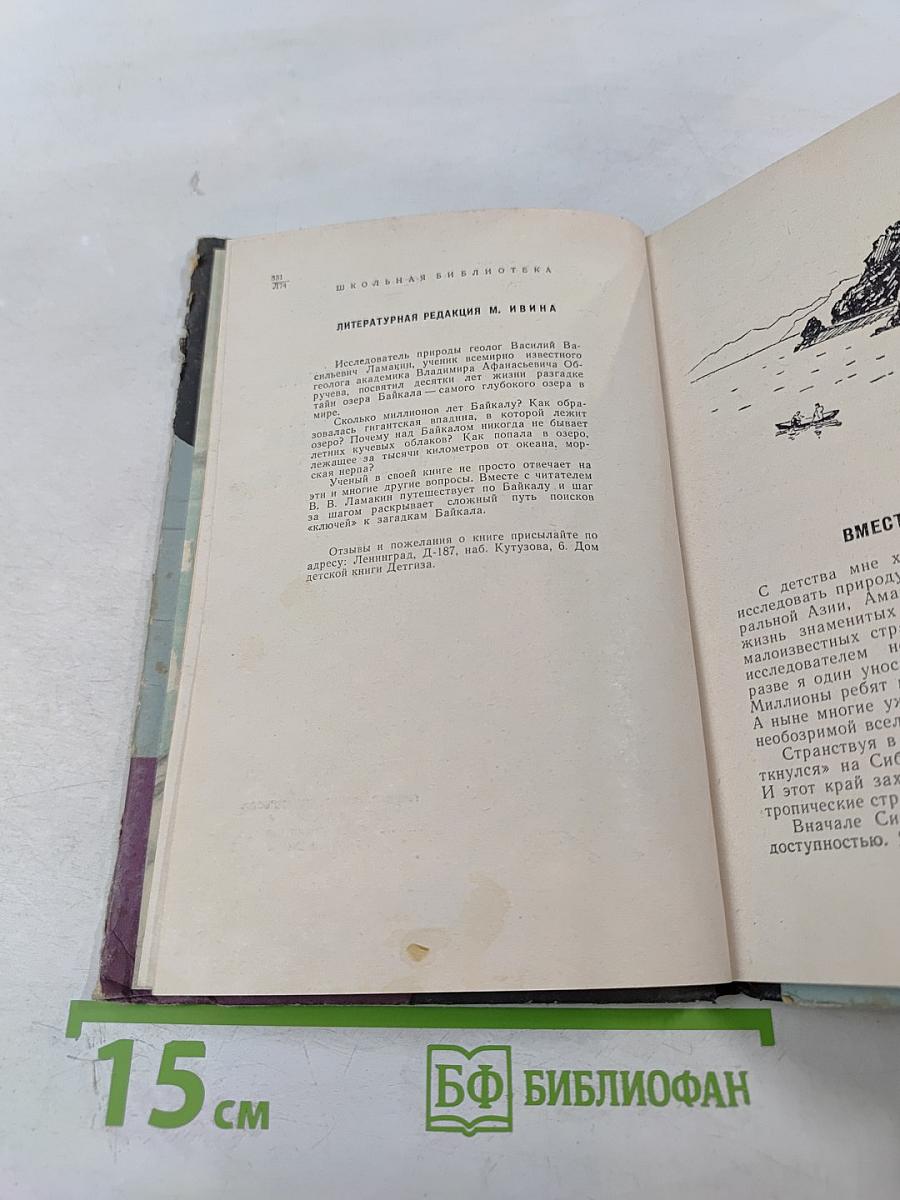 551
Л74
ШКОЛЬНАЯ БИБЛИОТЕКА
ЛИТЕРАТУРНАЯ РЕДАКЦИЯ М. ИВИНА
Исследователь природы геолог Василий Ва-
сильевич Ламакин, ученик всемирно известного
геолога академика Владимира Афанасьевича Об-
ручева, посвятил десятки лет жизни разгадке
тайн озера Байкала — самого глубокого озера в
мире.
Сколько миллионов лет Байкалу? Как обра-
зовалась гигантская впадина, в которой лежит
озеро? Почему над Байкалом никогда не бывает
летних кучевых облаков? Как попала в озеро,
лежащее за тысячи километров от океана, мор-
ская нерпа?
Ученый в своей книге не просто отвечает на
эти и многие другие вопросы. Вместе с читателем
В. В. Ламакин путешествует по Байкалу и шаг
за шагом раскрывает сложный путь поисков
«ключей» к загадкам Байкала.
Отзывы и пожелания о книге присылайте по
адресу: Ленинград, Д-187, наб. Кутузова, 6. Дом
детской книги Детгиза.
ВМЕСТ
С детства мне х
исследовать природу
ральной Азии, Ама
жизнь знаменитых
малоизвестных стра
исследователем не
разве я один унос
Миллионы ребят
А ныне многие уж
необозримой всел
Странствуя в
ткнулся» на Сиб
И этот край зах
тропические стр
Вначале Си
доступностью.
15 см
БФ БИБЛИОФАН